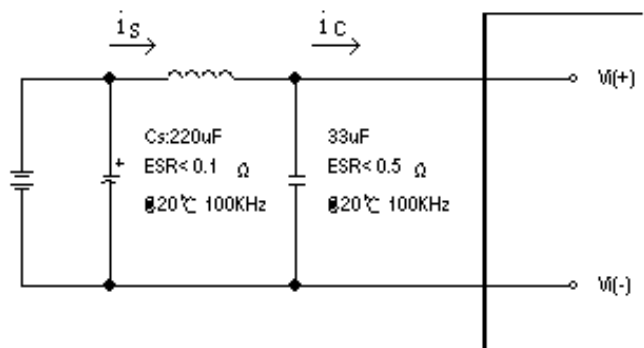 is
ic
Vi(+)
Cs:220uF
ESR< 0.1 Ω
@20℃ 100KHz
33uF
ESR< 0.5 Ω
@20℃ 100KHz
+
Vi(-)